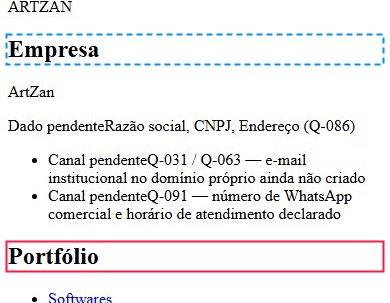 ARTZAN
Empresa
ArtZan
Dado pendenteRazão social, CNPJ, Endereço (Q-086)
Canal pendenteQ-031 / Q-063 — e-mail
institucional no domínio próprio ainda não criado
Canal pendenteQ-091 — número de WhatsApp
comercial e horário de atendimento declarado
Portfólio
Softwares